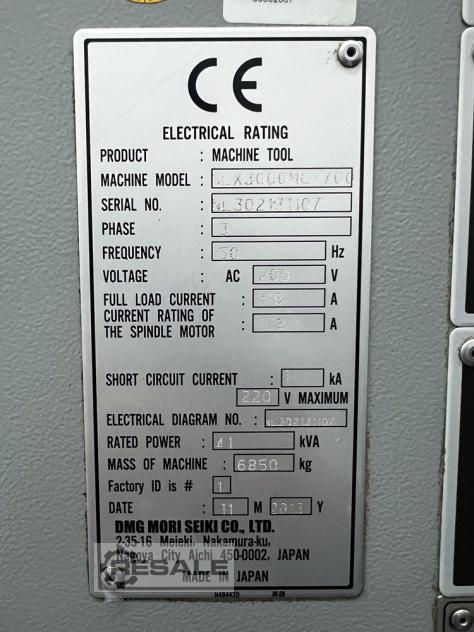 CE
ELECTRICAL RATING
PRODUCT : MACHINE TOOL
MACHINE MODEL :
SERIAL NO. : NL302131107
PHASE : 3
FREQUENCY : 50 Hz
VOLTAGE : AC 200 V
FULL LOAD CURRENT : A
CURRENT RATING OF
THE SPINDLE MOTOR : A
SHORT CIRCUIT CURRENT : kA
220 V MAXIMUM
ELECTRICAL DIAGRAM NO. : NL302131107
RATED POWER : 41 kVA
MASS OF MACHINE : 6850 kg
Factory ID is # 1
DATE : 11 M 2013 Y
DMG MORI SEIKI CO., LTD.
2-35-16 Meieki, Nakamura-ku,
Nagoya City, Aichi 450-0002, JAPAN
RESALE
MADE IN JAPAN